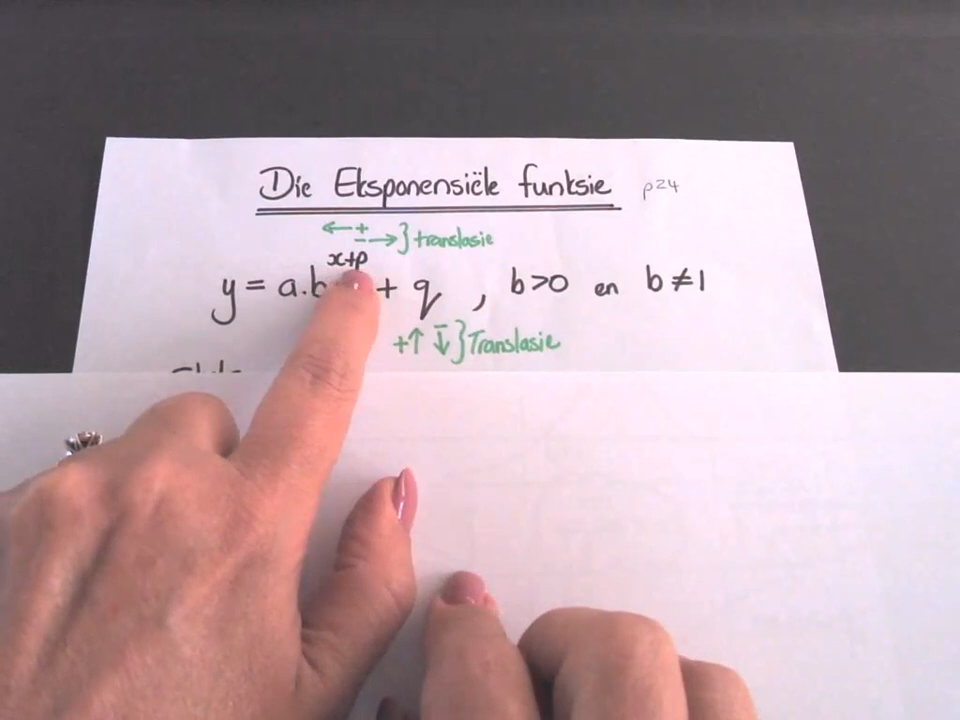 Die Eksponensiële funksie p24
← + − → } translasie
y = a.b^{x+p} + q , b>0 en b≠1
+↑ −↓ } Translasie